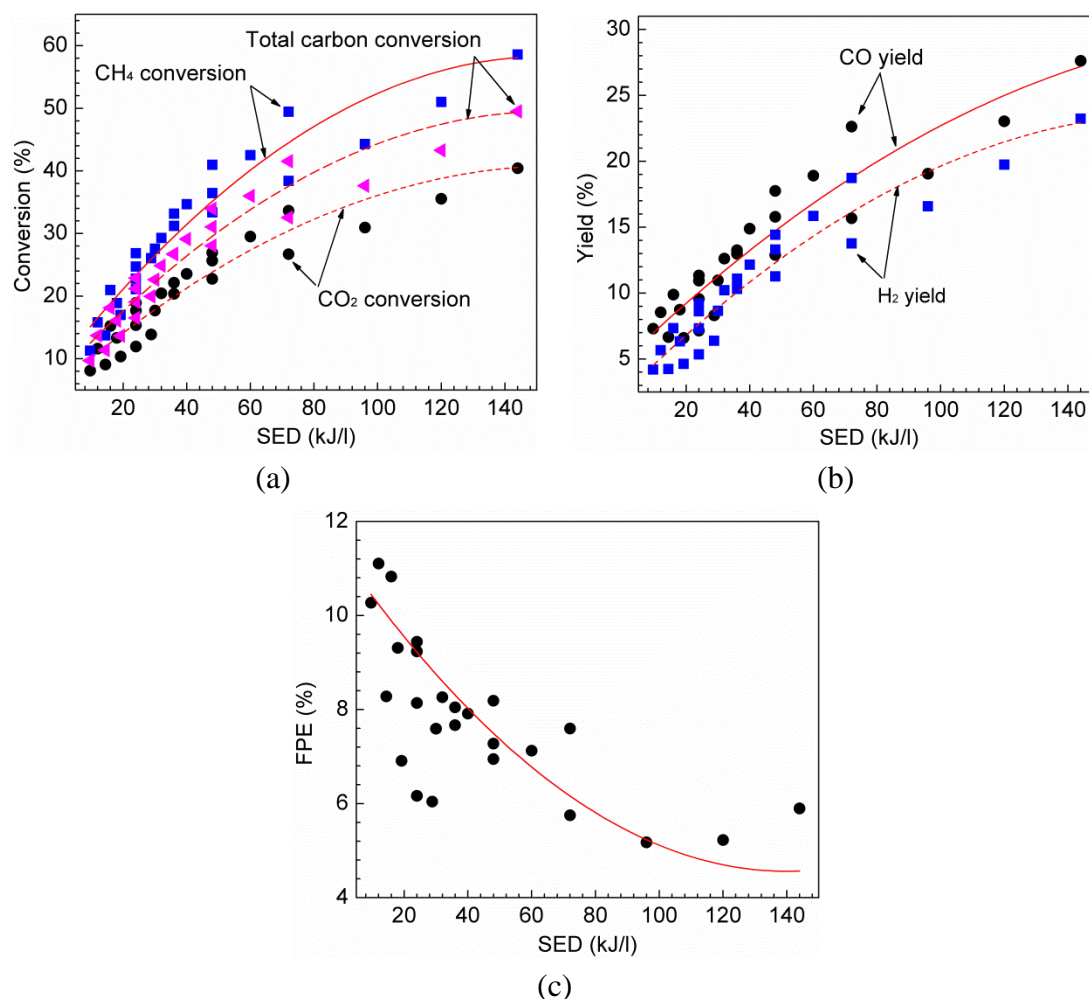 60
50
40
30
20
10
Conversion (%)
CH₄ conversion
Total carbon conversion
CO₂ conversion
20 40 60 80 100 120 140
SED (kJ/l)
(a)
30
25
20
15
10
5
Yield (%)
CO yield
H₂ yield
20 40 60 80 100 120 140
SED (kJ/l)
(b)
12
10
8
6
4
FPE (%)
20 40 60 80 100 120 140
SED (kJ/l)
(c)